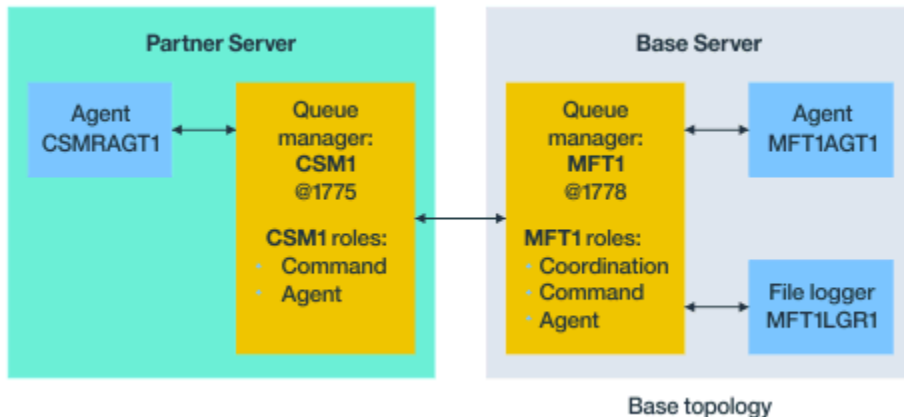 Partner Server
Agent
CSMRAGT1
Queue
manager:
CSM1
@1775
CSM1 roles:
· Command
· Agent
Base Server
Queue
manager:
MFT1
@1778
MFT1 roles:
· Coordination
· Command
· Agent
Agent
MFT1AGT1
File logger
MFT1LGR1
Base topology